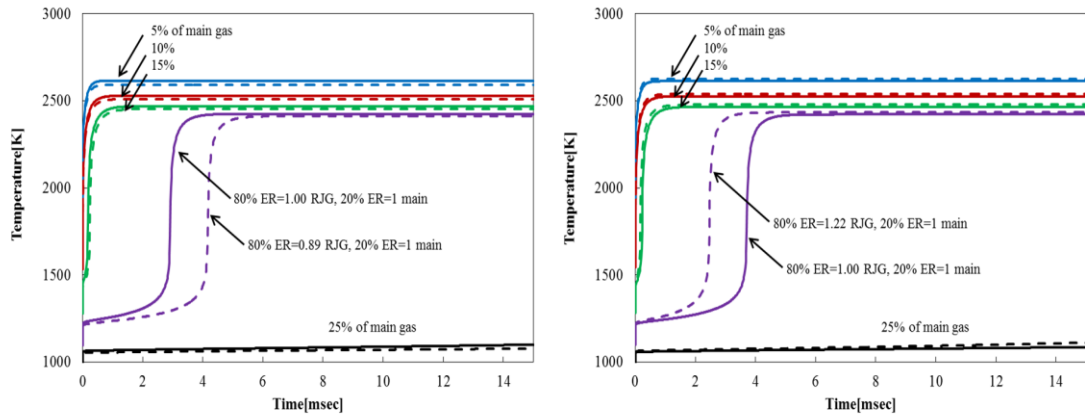 3000
2500
2000
1500
1000
Temperature[K]
5% of main gas
10%
15%
80% ER=1.00 RJG, 20% ER=1 main
80% ER=0.89 RJG, 20% ER=1 main
25% of main gas
0 2 4 6 8 10 12 14
Time[msec]
3000
2500
2000
1500
1000
Temperature[K]
5% of main gas
10%
15%
80% ER=1.22 RJG, 20% ER=1 main
80% ER=1.00 RJG, 20% ER=1 main
25% of main gas
0 2 4 6 8 10 12 14
Time[msec]